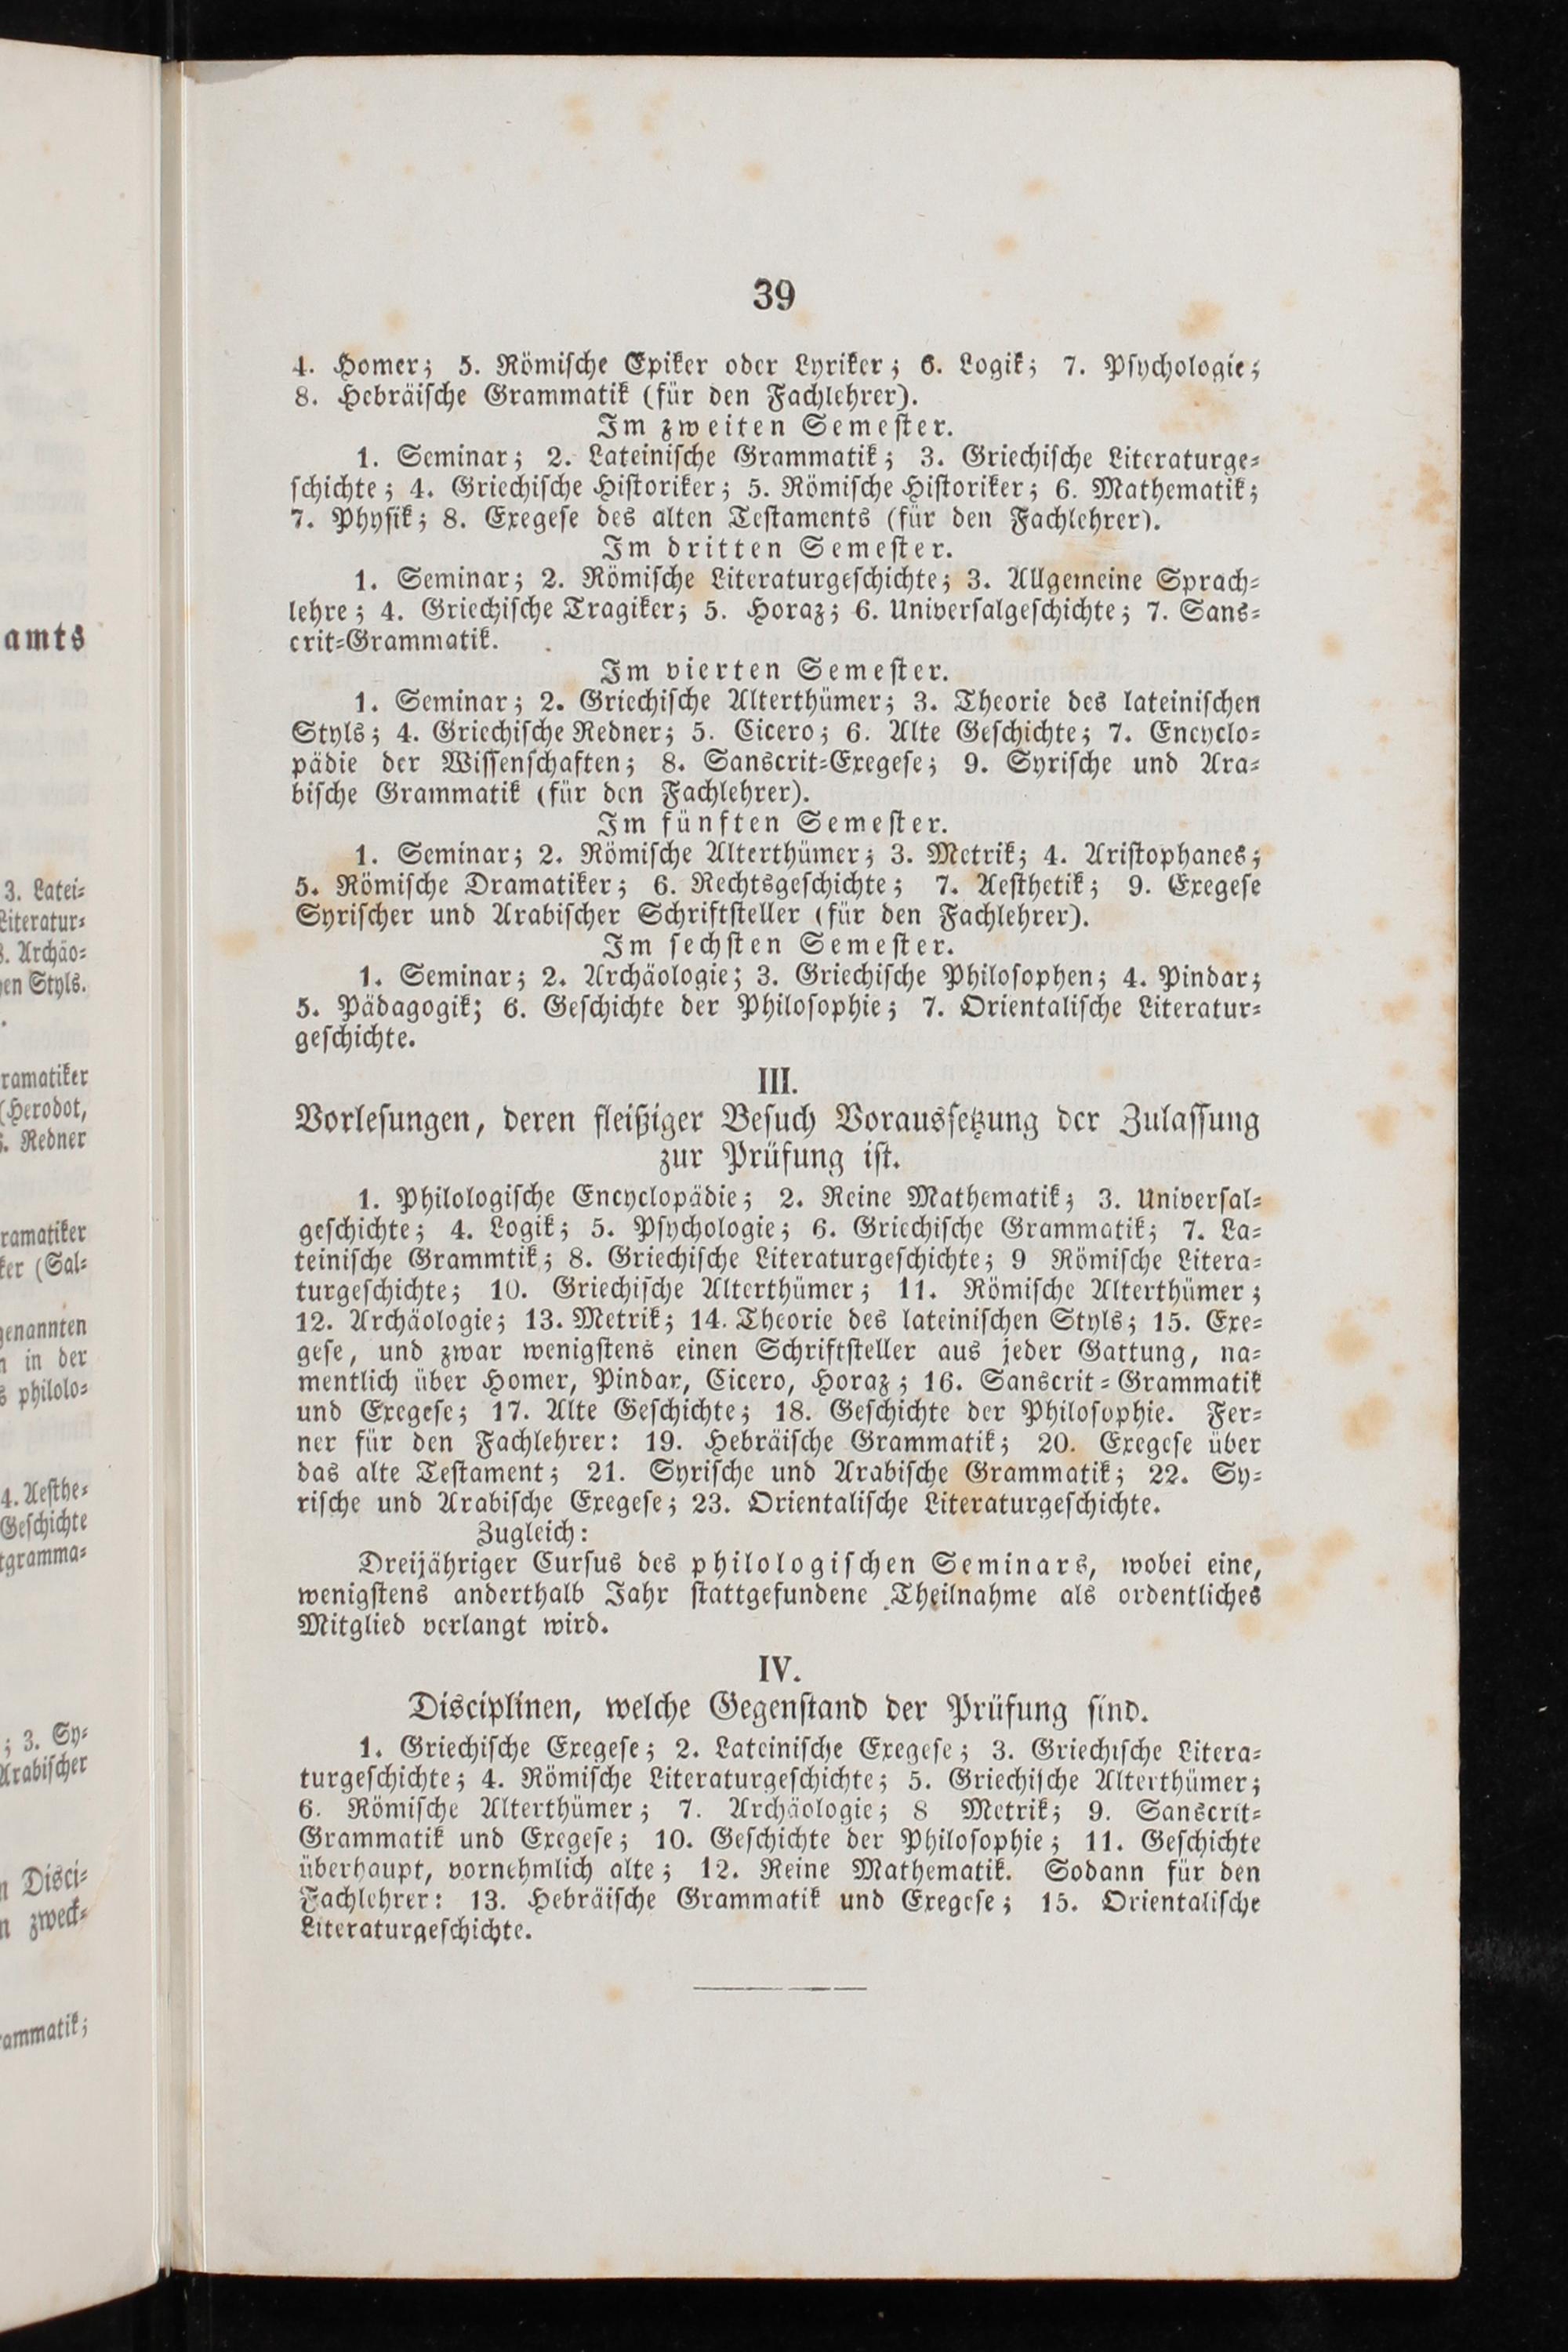 39
4. Homer; 5. Römische Epiker oder Lyriker; 6. Logik; 7. Psychologie;
8. Hebräische Grammatik (für den Fachlehrer).
Im zweiten Semester.
1. Seminar; 2. Lateinische Grammatik; 3. Griechische Literaturge-
schichte; 4. Griechische Historiker; 5. Römische Historiker; 6. Mathematik;
7. Physik; 8. Exegese des alten Testaments (für den Fachlehrer).
Im dritten Semester.
1. Seminar; 2. Römische Literaturgeschichte; 3. Allgemeine Sprach-
lehre; 4. Griechische Tragiker; 5. Horaz; 6. Universalgeschichte; 7. Sans-
crit-Grammatik.
Im vierten Semester.
1. Seminar; 2. Griechische Alterthümer; 3. Theorie des lateinischen
Styls; 4. Griechische Redner; 5. Cicero; 6. Alte Geschichte; 7. Encyclo-
pädie der Wissenschaften; 8. Sanscrit-Exegese; 9. Syrische und Ara-
bische Grammatik (für den Fachlehrer).
Im fünften Semester.
1. Seminar; 2. Römische Alterthümer; 3. Metrik; 4. Aristophanes;
5. Römische Dramatiker; 6. Rechtsgeschichte; 7. Aesthetik; 9. Exegese
Syrischer und Arabischer Schriftsteller (für den Fachlehrer).
Im sechsten Semester.
1. Seminar; 2. Archäologie; 3. Griechische Philosophen; 4. Pindar;
5. Pädagogik; 6. Geschichte der Philosophie; 7. Orientalische Literatur-
geschichte.
III.
Vorlesungen, deren fleißiger Besuch Voraussetzung der Zulassung
zur Prüfung ist.
1. Philologische Encyclopädie; 2. Reine Mathematik; 3. Universal-
geschichte; 4. Logik; 5. Psychologie; 6. Griechische Grammatik; 7. La-
teinische Grammtik; 8. Griechische Literaturgeschichte; 9 Römische Litera-
turgeschichte; 10. Griechische Alterthümer; 11. Römische Alterthümer;
12. Archäologie; 13. Metrik; 14. Theorie des lateinischen Styls; 15. Exe-
gese, und zwar wenigstens einen Schriftsteller aus jeder Gattung, na-
mentlich über Homer, Pindar, Cicero, Horaz; 16. Sanscrit-Grammatik
und Exegese; 17. Alte Geschichte; 18. Geschichte der Philosophie. Fer-
ner für den Fachlehrer: 19. Hebräische Grammatik; 20. Exegese über
das alte Testament; 21. Syrische und Arabische Grammatik; 22. Sy-
rische und Arabische Exegese; 23. Orientalische Literaturgeschichte.
Zugleich:
Dreijähriger Cursus des philologischen Seminars, wobei eine,
wenigstens anderthalb Jahr stattgefundene Theilnahme als ordentliches
Mitglied verlangt wird.
IV.
Disciplinen, welche Gegenstand der Prüfung sind.
1. Griechische Exegese; 2. Lateinische Exegese; 3. Griechische Litera-
turgeschichte; 4. Römische Literaturgeschichte; 5. Griechische Alterthümer;
6. Römische Alterthümer; 7. Archäologie; 8 Metrik; 9. Sanscrit-
Grammatik und Exegese; 10. Geschichte der Philosophie; 11. Geschichte
überhaupt, vornehmlich alte; 12. Reine Mathematik. Sodann für den
Fachlehrer: 13. Hebräische Grammatik und Exegese; 15. Orientalische
Literaturgeschichte.